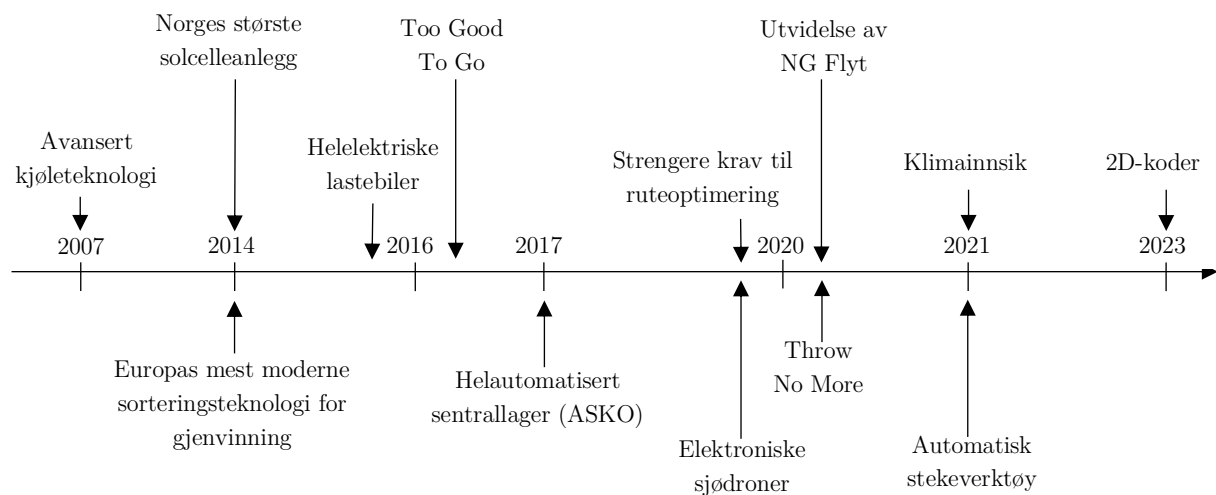 Norges største
solcelleanlegg
Too Good
To Go
Utvidelse av
NG Flyt
Avansert
kjøleteknologi
Helelektriske
lastebiler
Strengere krav til
ruteoptimering
Klimainnsik
2D-koder
2007
2014
2016
2017
2020
2021
2023
Europas mest moderne
sorteringsteknologi for
gjenvinning
Helautomatisert
sentrallager (ASKO)
Throw
No More
Elektroniske
sjødroner
Automatisk
stekeverktøy